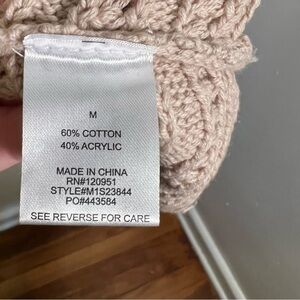 M
60% COTTON
40% ACRYLIC
MADE IN CHINA
RN#120951
STYLE#M1S23844
PO#443584
SEE REVERSE FOR CARE